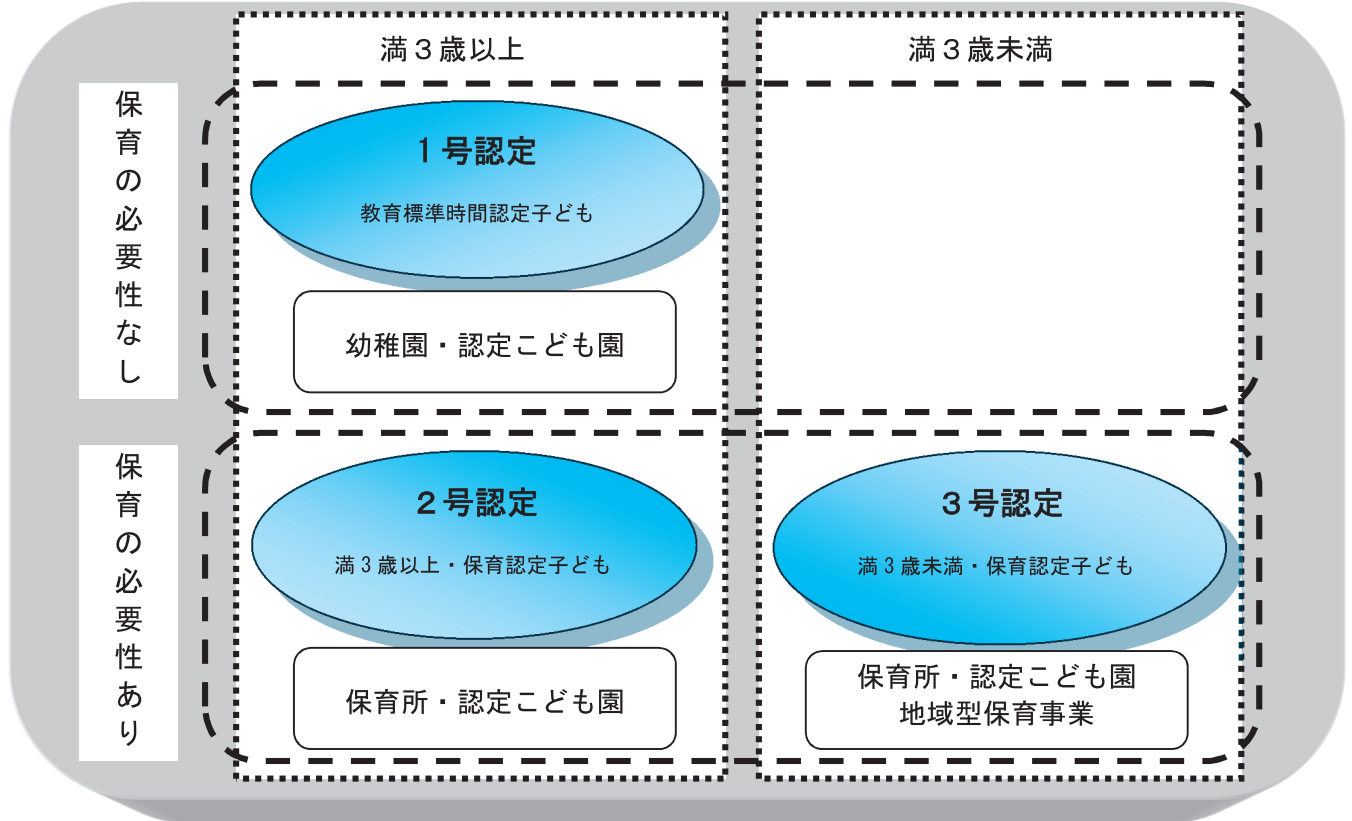 満３歳以上
満３歳未満
保育の必要性なし
１号認定
教育標準時間認定子ども
幼稚園・認定こども園
保育の必要性あり
２号認定
満３歳以上・保育認定子ども
保育所・認定こども園
３号認定
満３歳未満・保育認定子ども
保育所・認定こども園
地域型保育事業